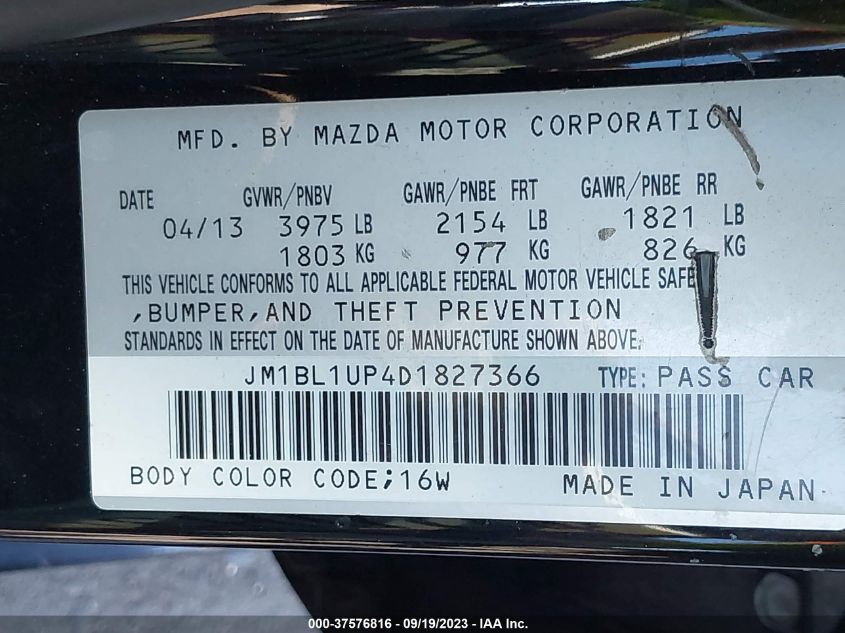 MFD. BY MAZDA MOTOR CORPORATION
DATE GVWR/PNBV GAWR/PNBE FRT GAWR/PNBE RR
04/13 3975 LB 2154 LB 1821 LB
1803 KG 977 KG 826 KG
THIS VEHICLE CONFORMS TO ALL APPLICABLE FEDERAL MOTOR VEHICLE
,BUMPER,AND THEFT PREVENTION
STANDARDS IN EFFECT ON THE DATE OF MANUFACTURE SHOWN ABOVE.
JM1BL1UP4D1827366 TYPE: PASS CAR
BODY COLOR CODE;16W MADE IN JAPAN
000-37576816 - 09/19/2023 - IAA Inc.